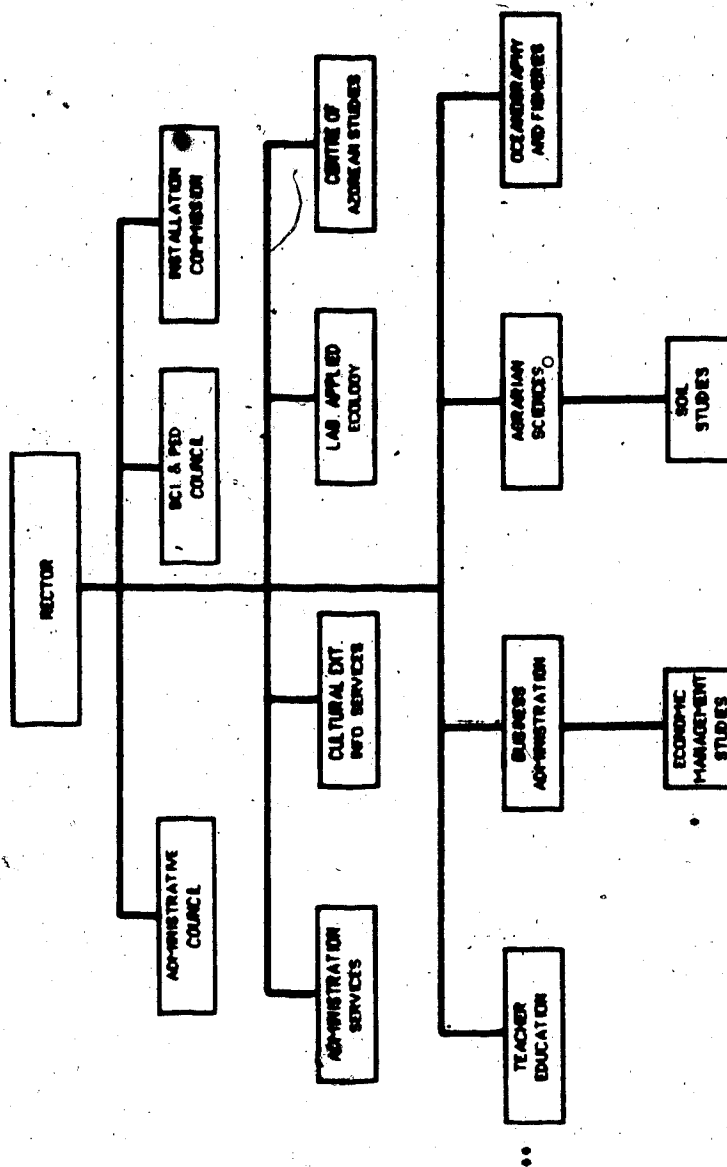 RECTOR
ADMINISTRATIVE
COUNCIL
SCI. & PED
COUNCIL
INSTALLATION
COMMISSION
ADMINISTRATION
SERVICES
CULTURAL EXT.
INFO SERVICES
LAB. APPLIED
ECOLOGY
CENTRE OF
AZOREAN STUDIES
**
TEACHER
EDUCATION
BUSINESS
ADMINISTRATION
AGRARIAN
SCIENCES
OCEANOGRAPHY
AND FISHERIES
*
ECONOMIC
MANAGEMENT
STUDIES
SOIL
STUDIES